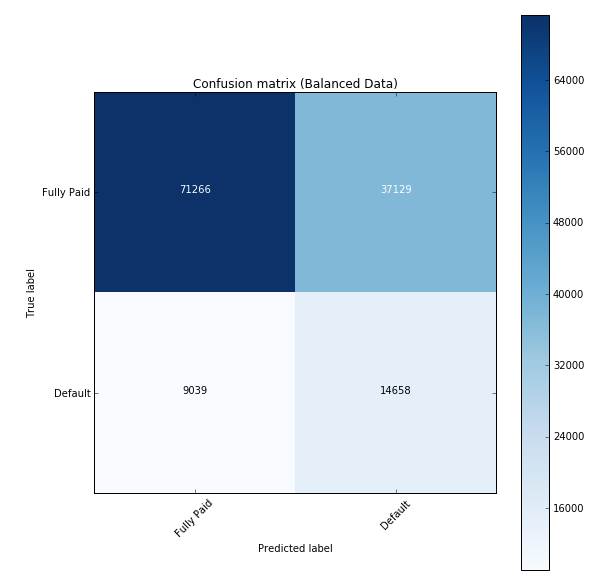 Confusion matrix (Balanced Data)
Fully Paid
71266
37129
True label
Default
9039
14658
Fully Paid
Default
Predicted label
64000
56000
48000
40000
32000
24000
16000